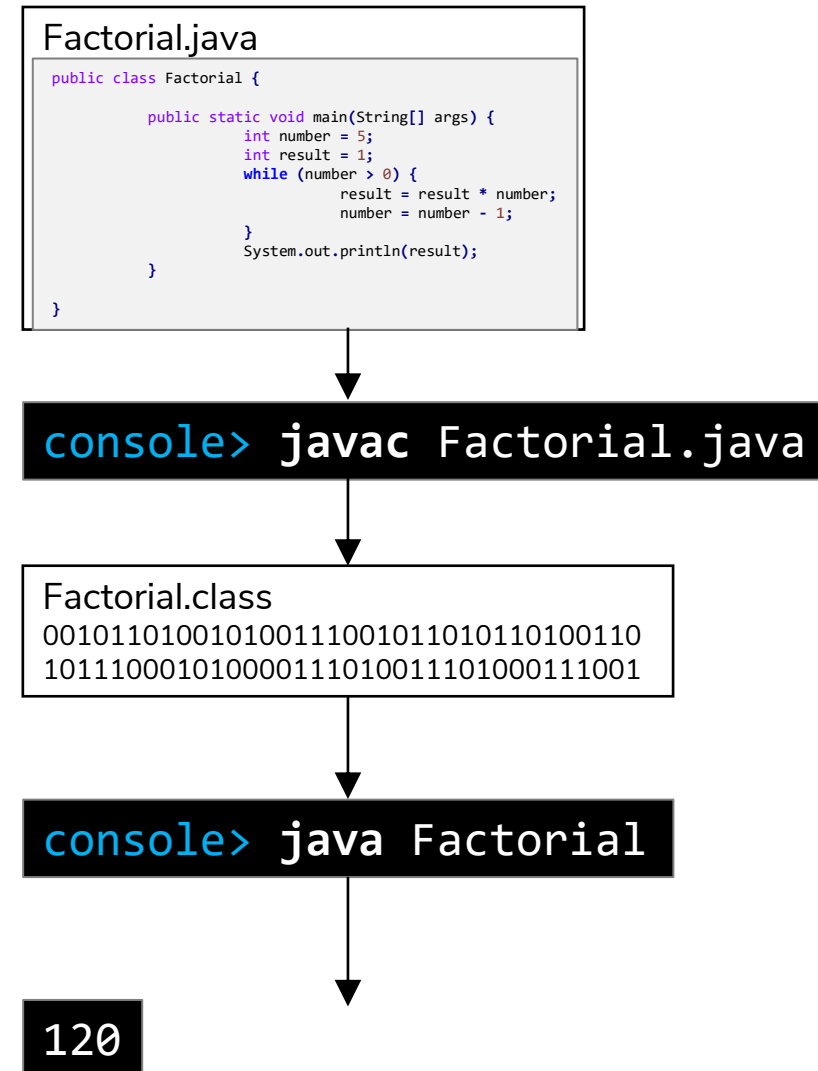 Factorial.java
public class Factorial {
public static void main(String[] args) {
int number = 5;
int result = 1;
while (number > 0) {
result = result * number;
number = number - 1;
}
System.out.println(result);
}
}
console> javac Factorial.java
Factorial.class
00101101001010011100101101011010011​0
10111000101000011101001110100011100​1
console> java Factorial
120